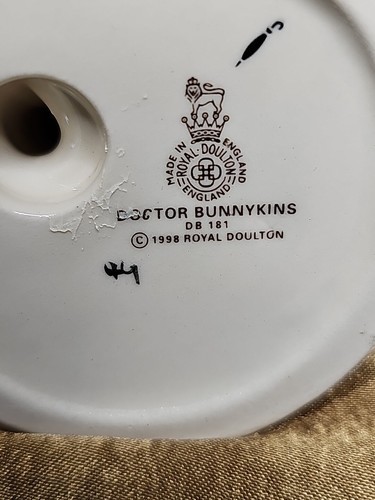 MADE IN ENGLAND
ROYAL · DOULTON
ENGLAND
DOCTOR BUNNYKINS
DB 181
© 1998 ROYAL DOULTON